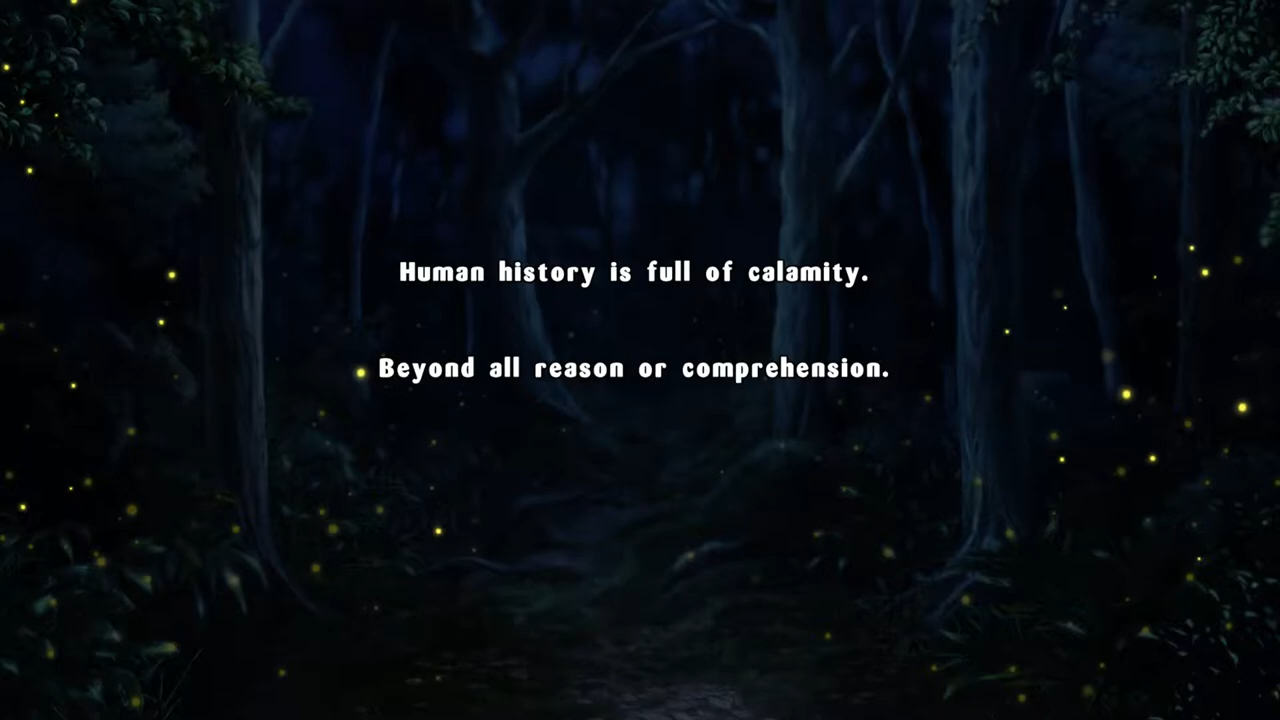 Human history is full of calamity.
Beyond all reason or comprehension.